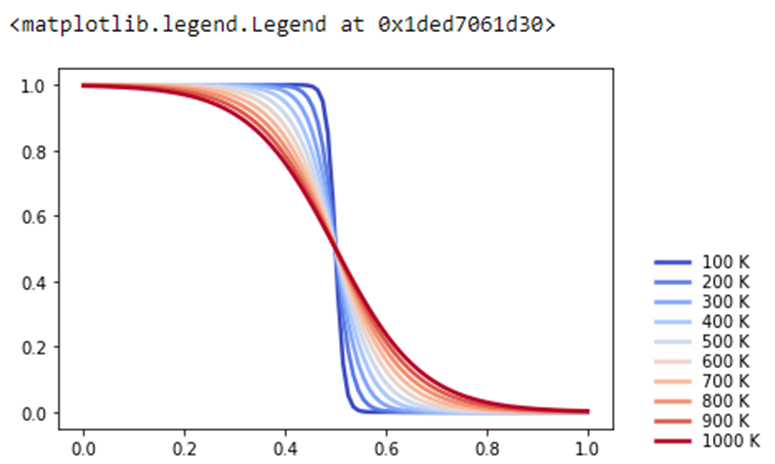 <matplotlib.legend.Legend at 0x1ded7061d30>
1.0
0.8
0.6
0.4
0.2
0.0
0.0 0.2 0.4 0.6 0.8 1.0
100 K
200 K
300 K
400 K
500 K
600 K
700 K
800 K
900 K
1000 K